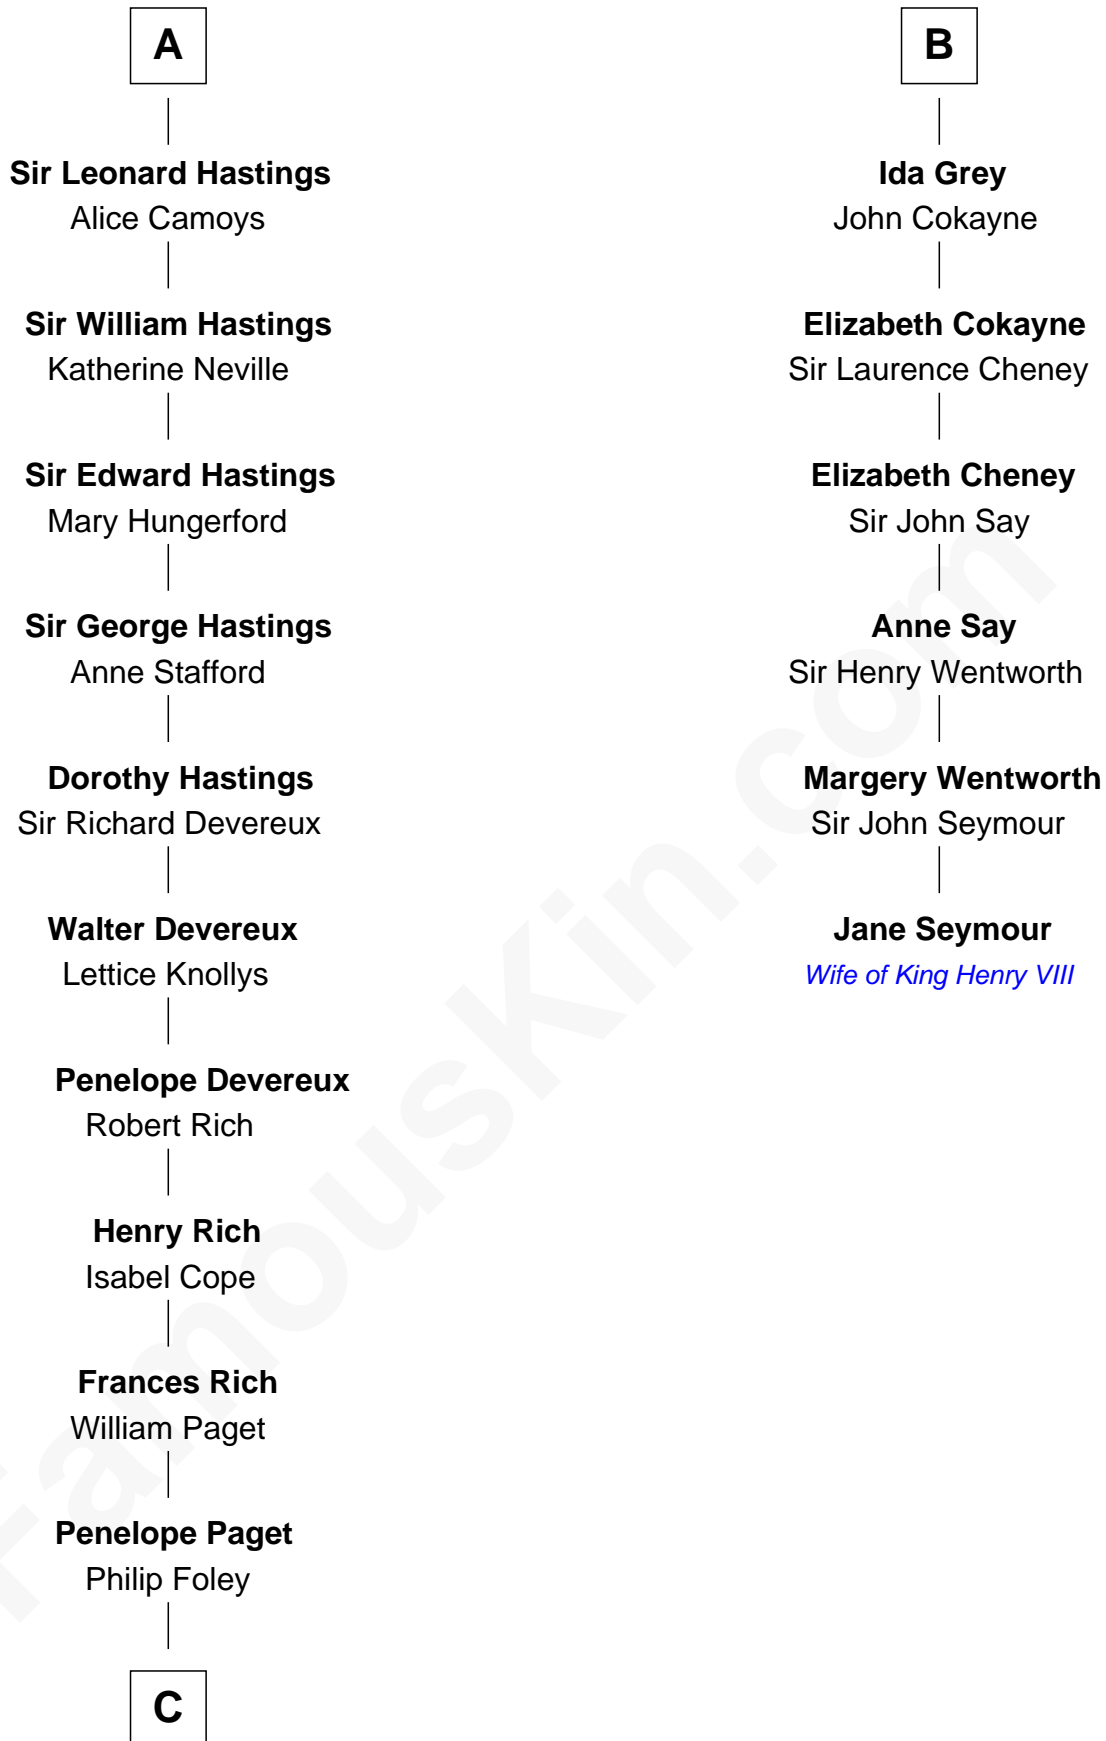 A
Sir Leonard Hastings
Alice Camoys
Sir William Hastings
Katherine Neville
Sir Edward Hastings
Mary Hungerford
Sir George Hastings
Anne Stafford
Dorothy Hastings
Sir Richard Devereux
Walter Devereux
Lettice Knollys
Penelope Devereux
Robert Rich
Henry Rich
Isabel Cope
Frances Rich
William Paget
Penelope Paget
Philip Foley
C
B
Ida Grey
John Cokayne
Elizabeth Cokayne
Sir Laurence Cheney
Elizabeth Cheney
Sir John Say
Anne Say
Sir Henry Wentworth
Margery Wentworth
Sir John Seymour
Jane Seymour
Wife of King Henry VIII
FamousKin.com